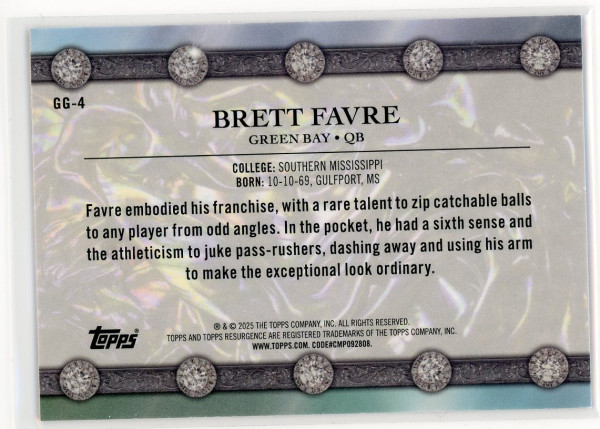 GG-4
BRETT FAVRE
GREEN BAY • QB
COLLEGE: SOUTHERN MISSISSIPPI
BORN: 10-10-69, GULFPORT, MS
Favre embodied his franchise, with a rare talent to zip catchable balls
to any player from odd angles. In the pocket, he had a sixth sense and
the athleticism to juke pass-rushers, dashing away and using his arm
to make the exceptional look ordinary.
topps®
® & © 2025 THE TOPPS COMPANY, INC. ALL RIGHTS RESERVED.
TOPPS AND TOPPS RESURGENCE ARE REGISTERED TRADEMARKS OF THE TOPPS COMPANY, INC.
WWW.TOPPS.COM. CODE#CMP092808.